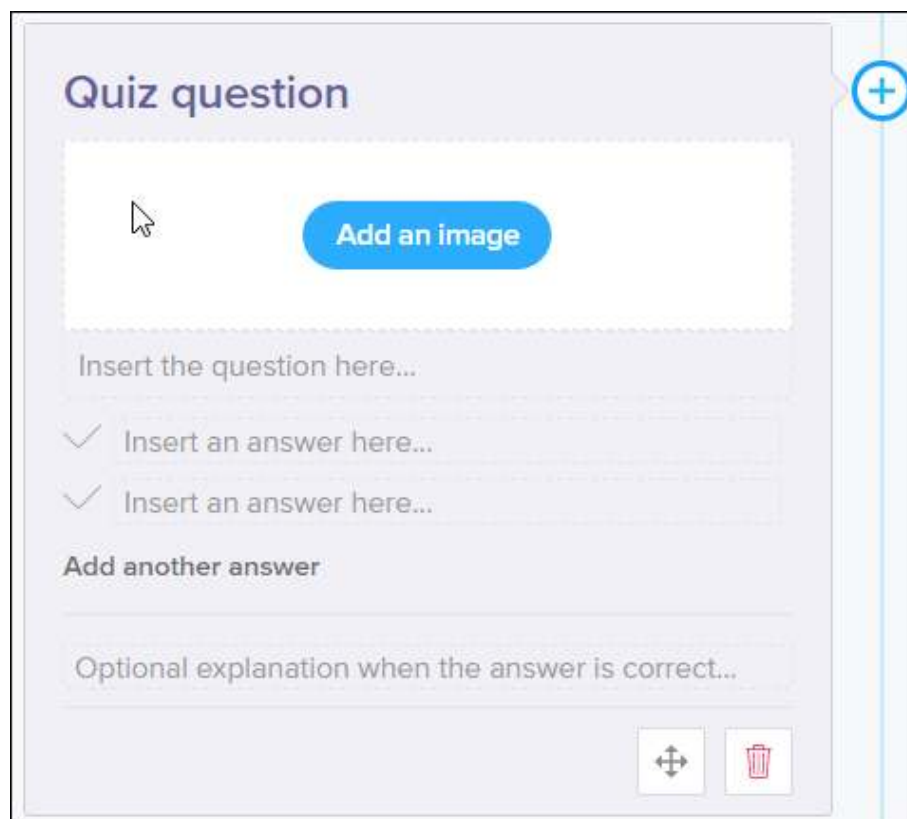 Quiz question
Add an image
Insert the question here...
Insert an answer here...
Insert an answer here...
Add another answer
Optional explanation when the answer is correct...